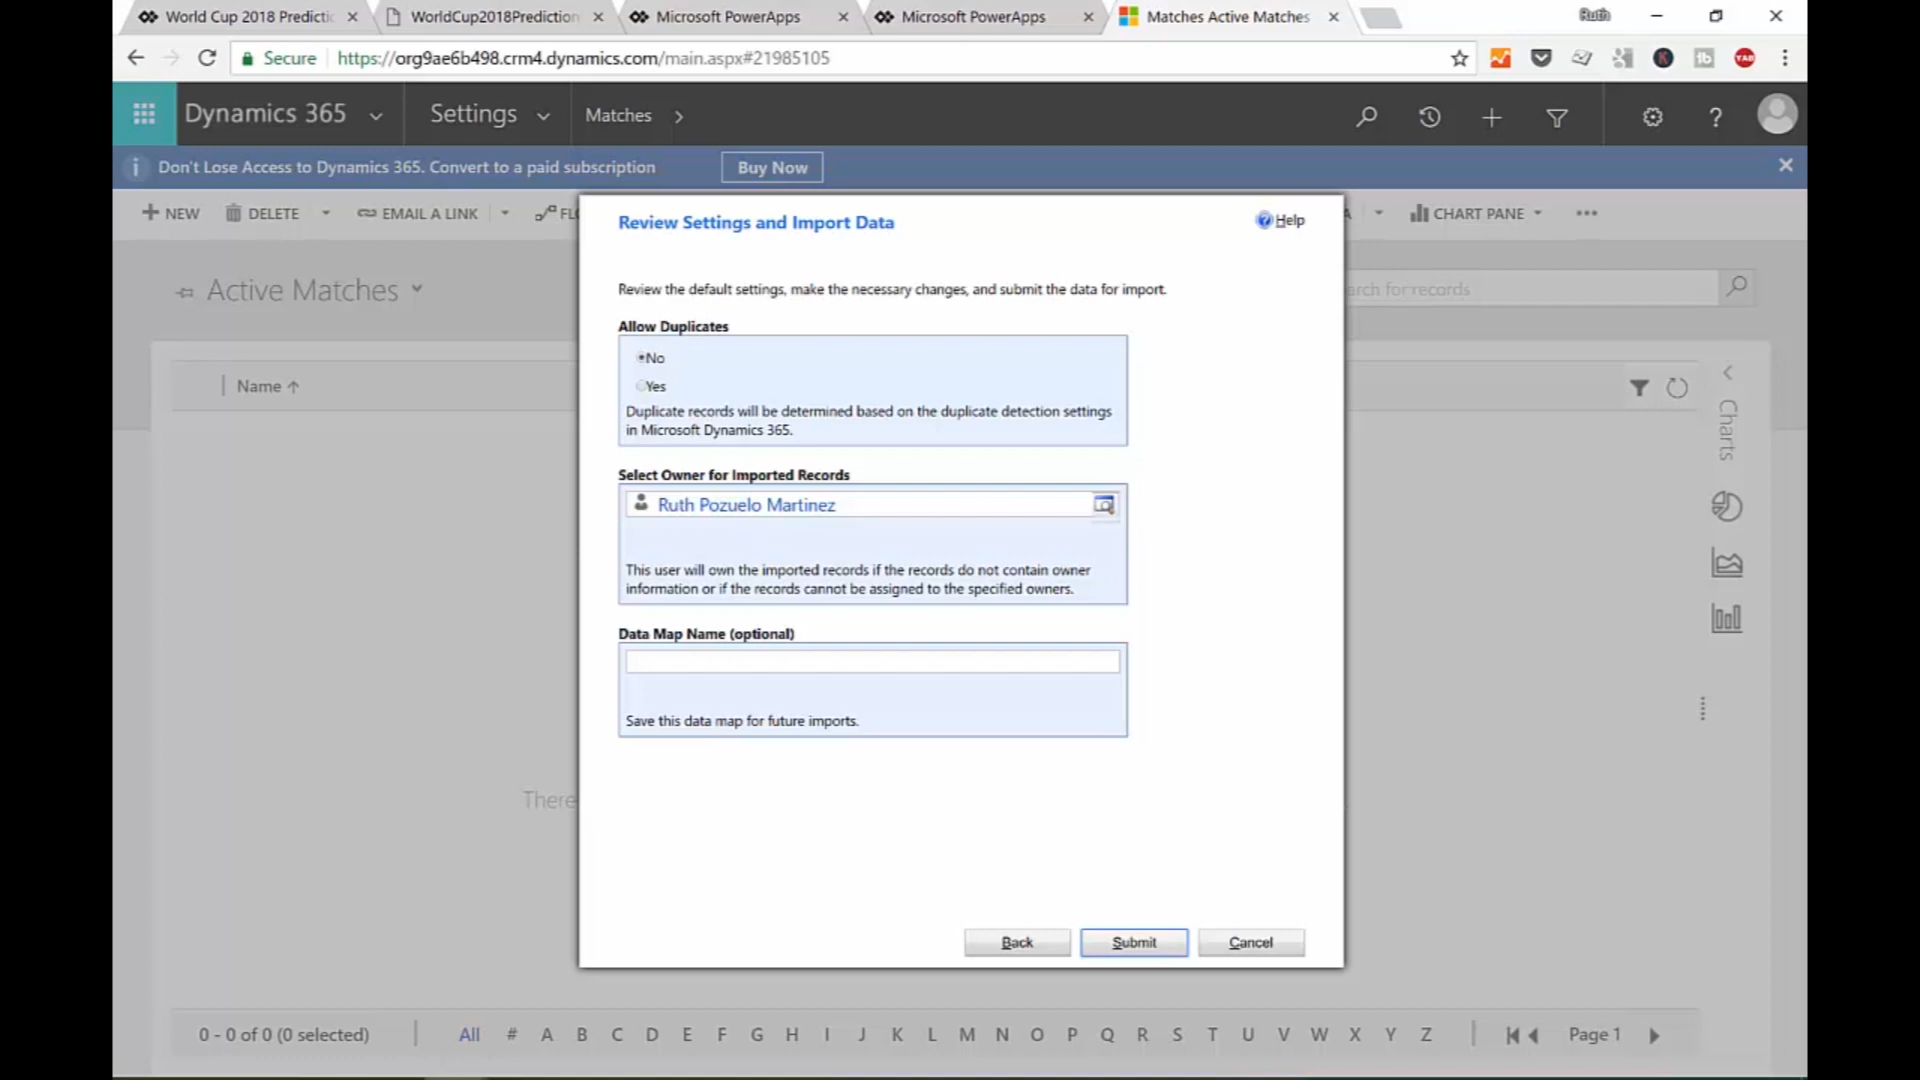 World Cup 2018 Predictic
WorldCup2018Prediction
Microsoft PowerApps
Microsoft PowerApps
Matches Active Matches
Ruth
Secure
https://org9ae6b498.crm4.dynamics.com/main.aspx#21985105
Dynamics 365
Settings
Matches
Don't Lose Access to Dynamics 365. Convert to a paid subscription
Buy Now
NEW
DELETE
EMAIL A LINK
FL
A
CHART PANE
Active Matches
arch for records
Name
Charts
There
Review Settings and Import Data
Help
Review the default settings, make the necessary changes, and submit the data for import.
Allow Duplicates
No
Yes
Duplicate records will be determined based on the duplicate detection settings
in Microsoft Dynamics 365.
Select Owner for Imported Records
Ruth Pozuelo Martinez
This user will own the imported records if the records do not contain owner
information or if the records cannot be assigned to the specified owners.
Data Map Name (optional)
Save this data map for future imports.
Back
Submit
Cancel
0 - 0 of 0 (0 selected)
All # A B C D E F G H I J K L M N O P Q R S T U V W X Y Z
Page 1